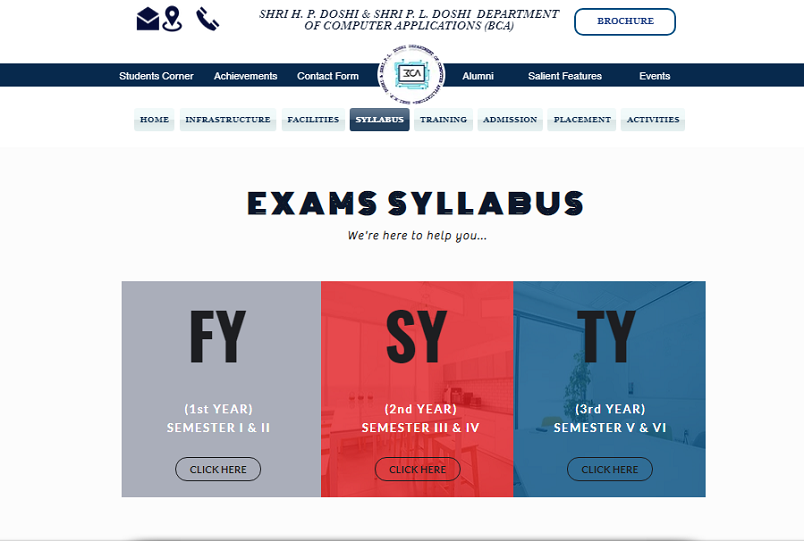 SHRI H. P. DOSHI & SHRI P. L. DOSHI DEPARTMENT
OF COMPUTER APPLICATIONS (BCA)
BROCHURE
Students Corner Achievements Contact Form BCA Alumni Salient Features Events
HOME INFRASTRUCTURE FACILITIES SYLLABUS TRAINING ADMISSION PLACEMENT ACTIVITIES
EXAMS SYLLABUS
We're here to help you...
FY SY TY
(1st YEAR) (2nd YEAR) (3rd YEAR)
SEMESTER I & II SEMESTER III & IV SEMESTER V & VI
CLICK HERE CLICK HERE CLICK HERE